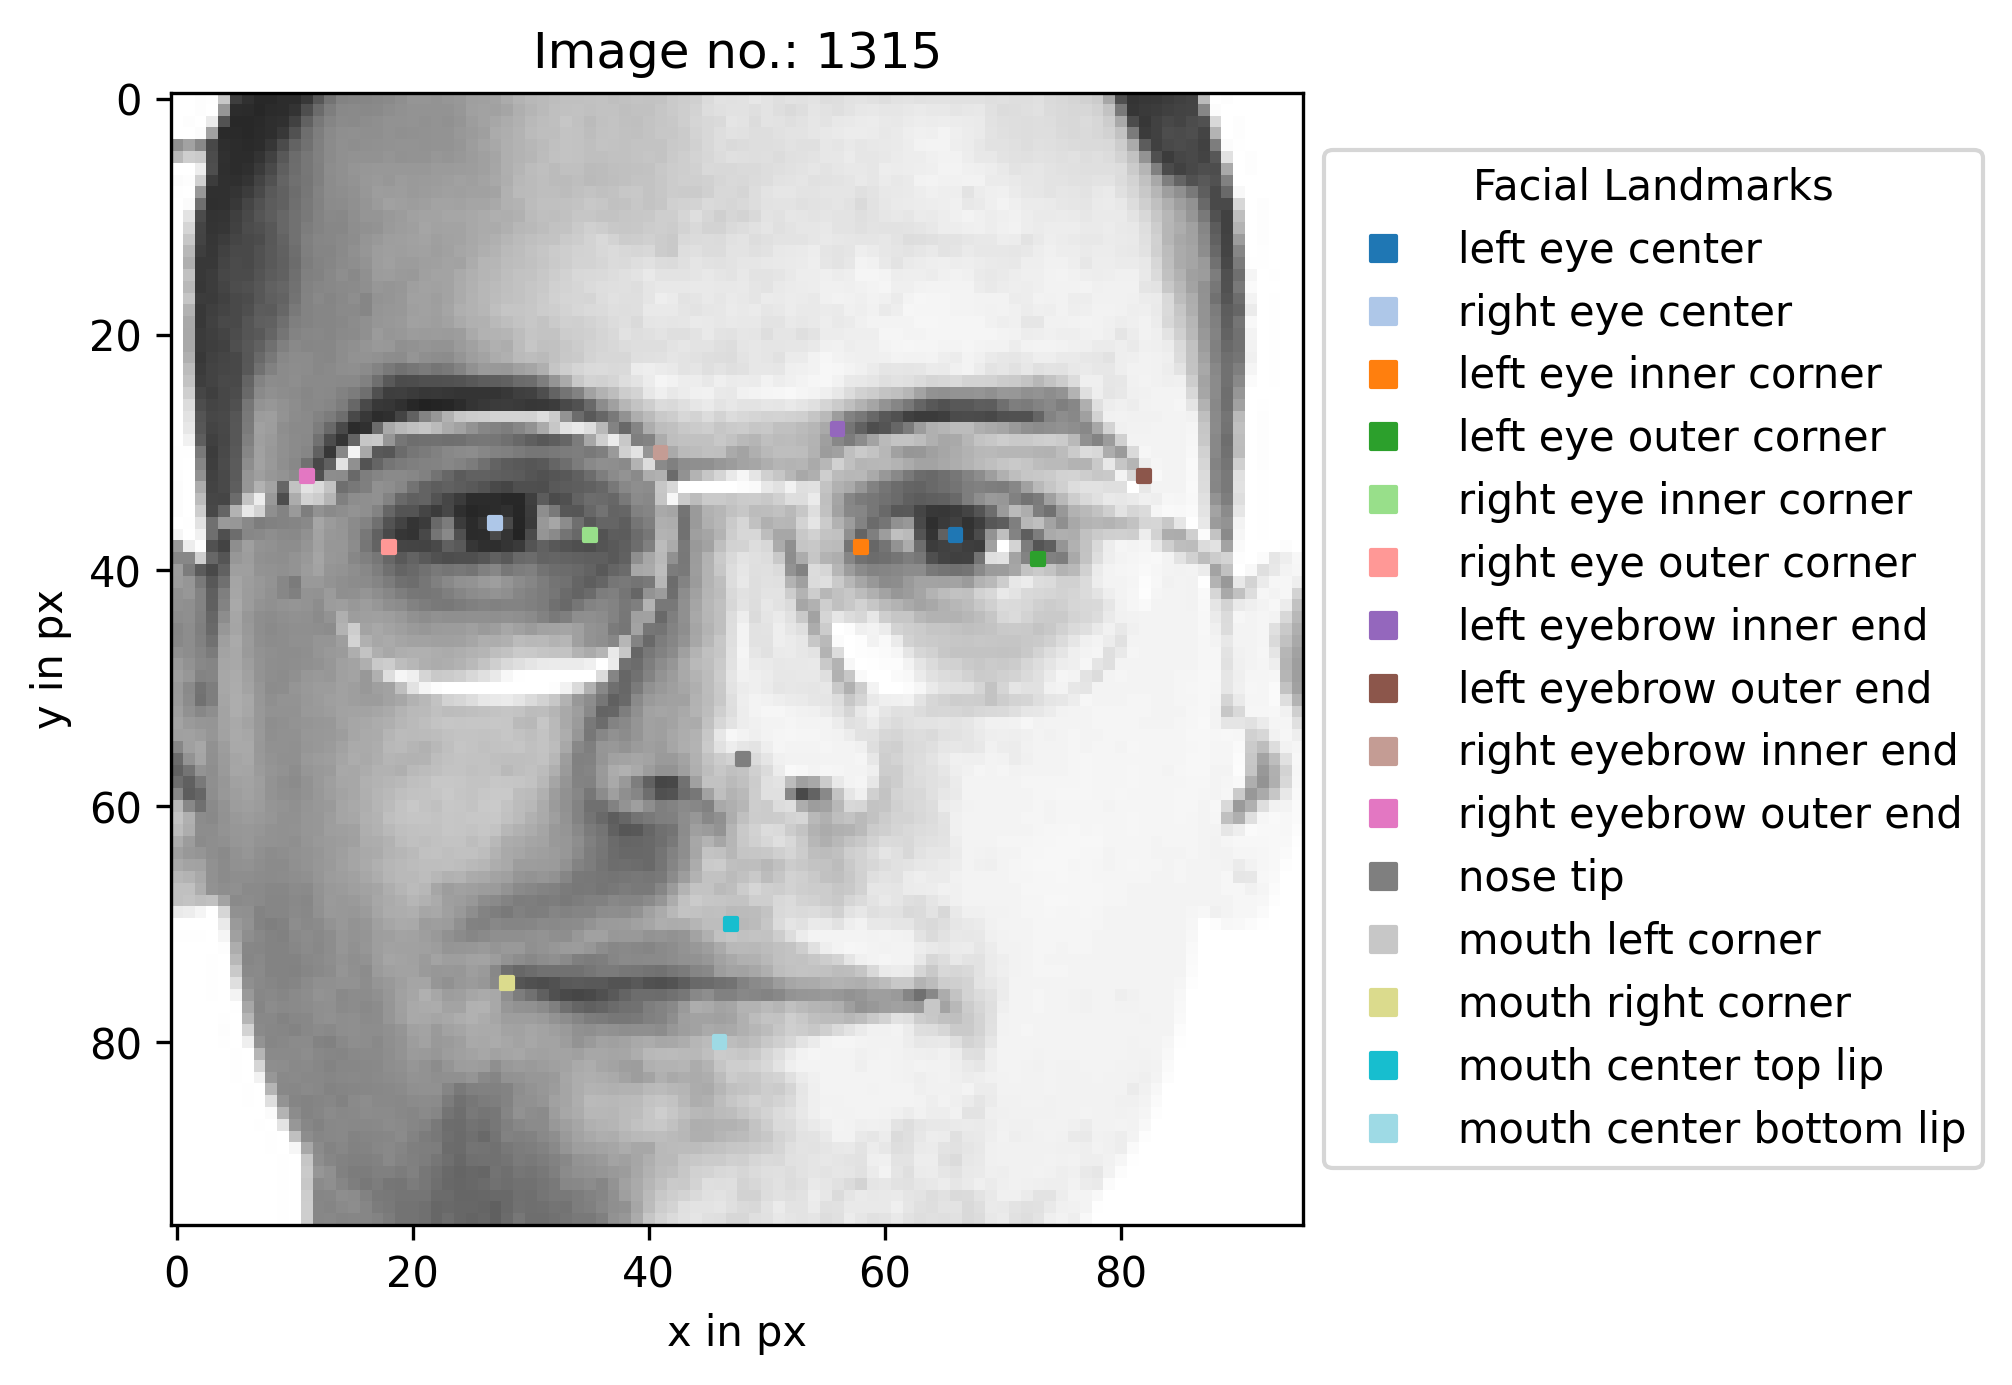 Image no.: 1315
0
20
40
60
80
y in px
0 20 40 60 80
x in px
Facial Landmarks
left eye center
right eye center
left eye inner corner
left eye outer corner
right eye inner corner
right eye outer corner
left eyebrow inner end
left eyebrow outer end
right eyebrow inner end
right eyebrow outer end
nose tip
mouth left corner
mouth right corner
mouth center top lip
mouth center bottom lip